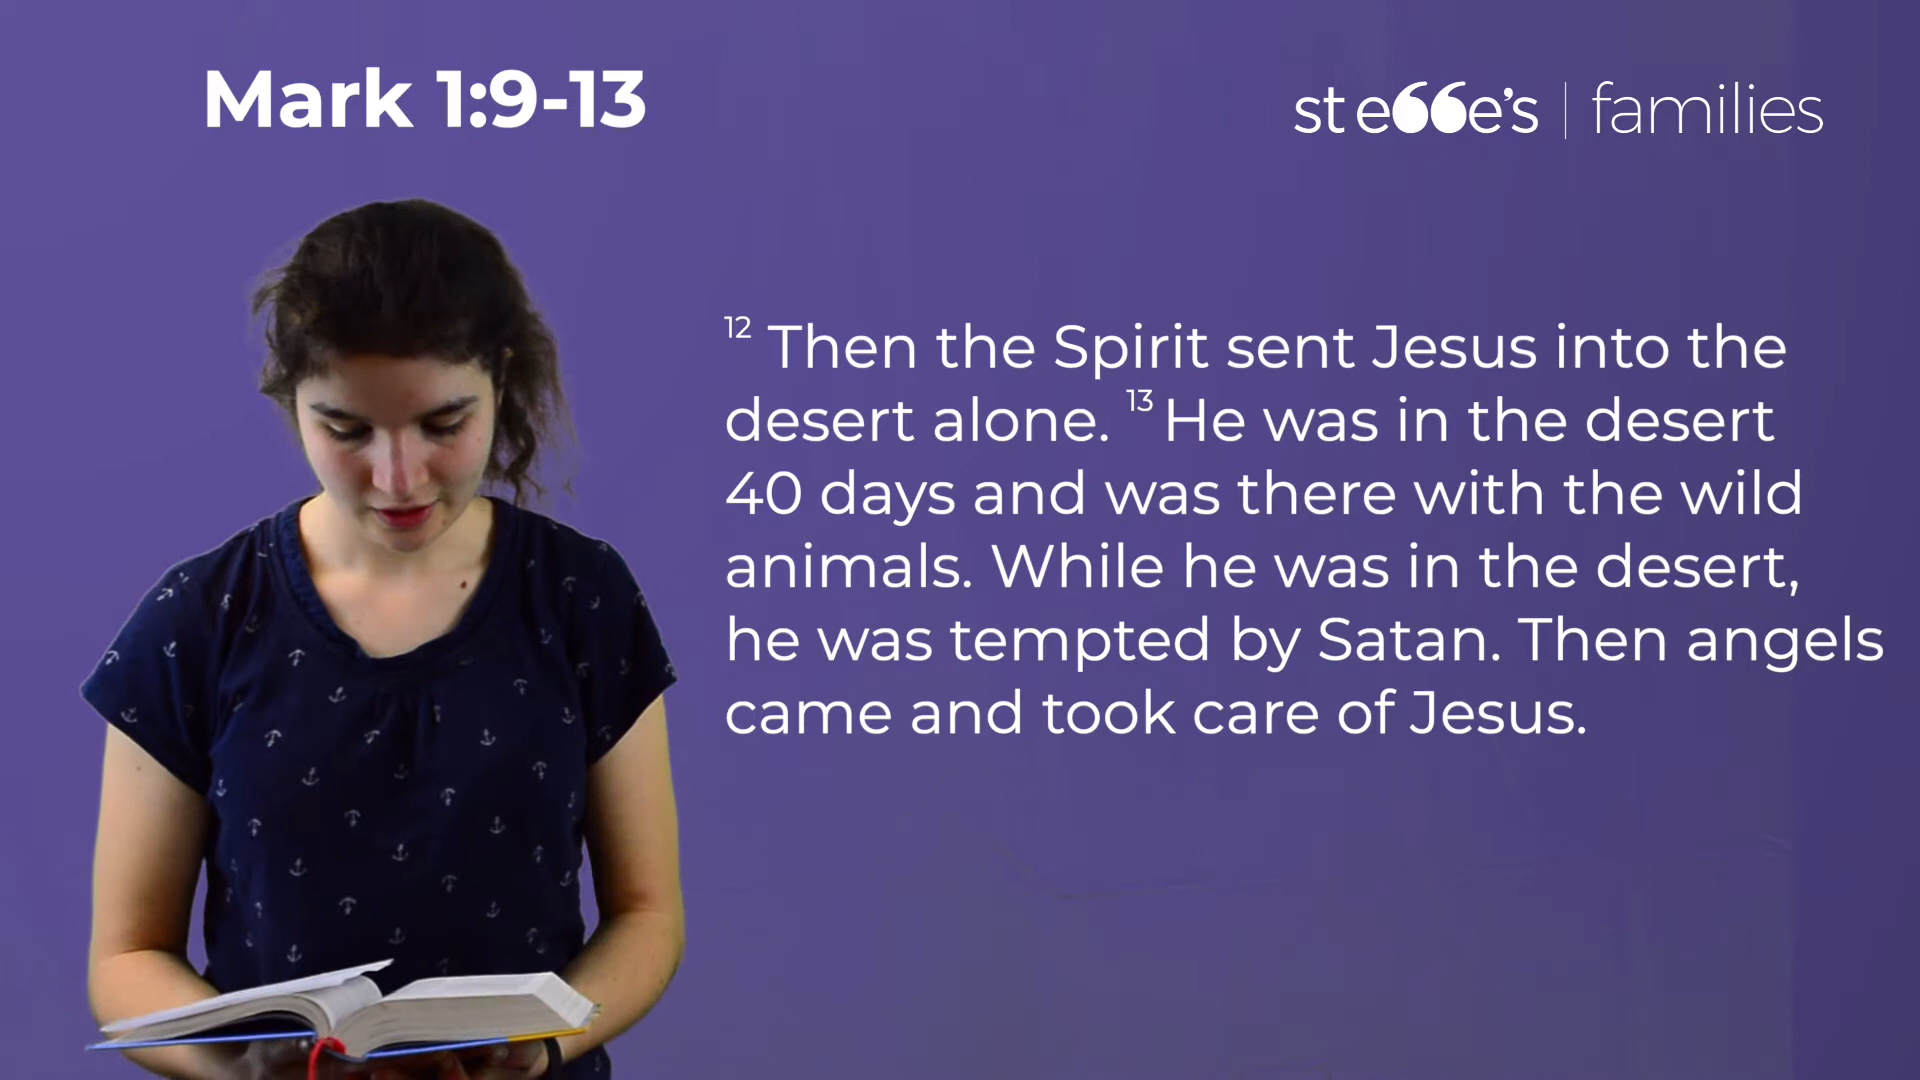 Mark 1:9-13
st ebbe's | families
12 Then the Spirit sent Jesus into the
desert alone. 13 He was in the desert
40 days and was there with the wild
animals. While he was in the desert,
he was tempted by Satan. Then angels
came and took care of Jesus.